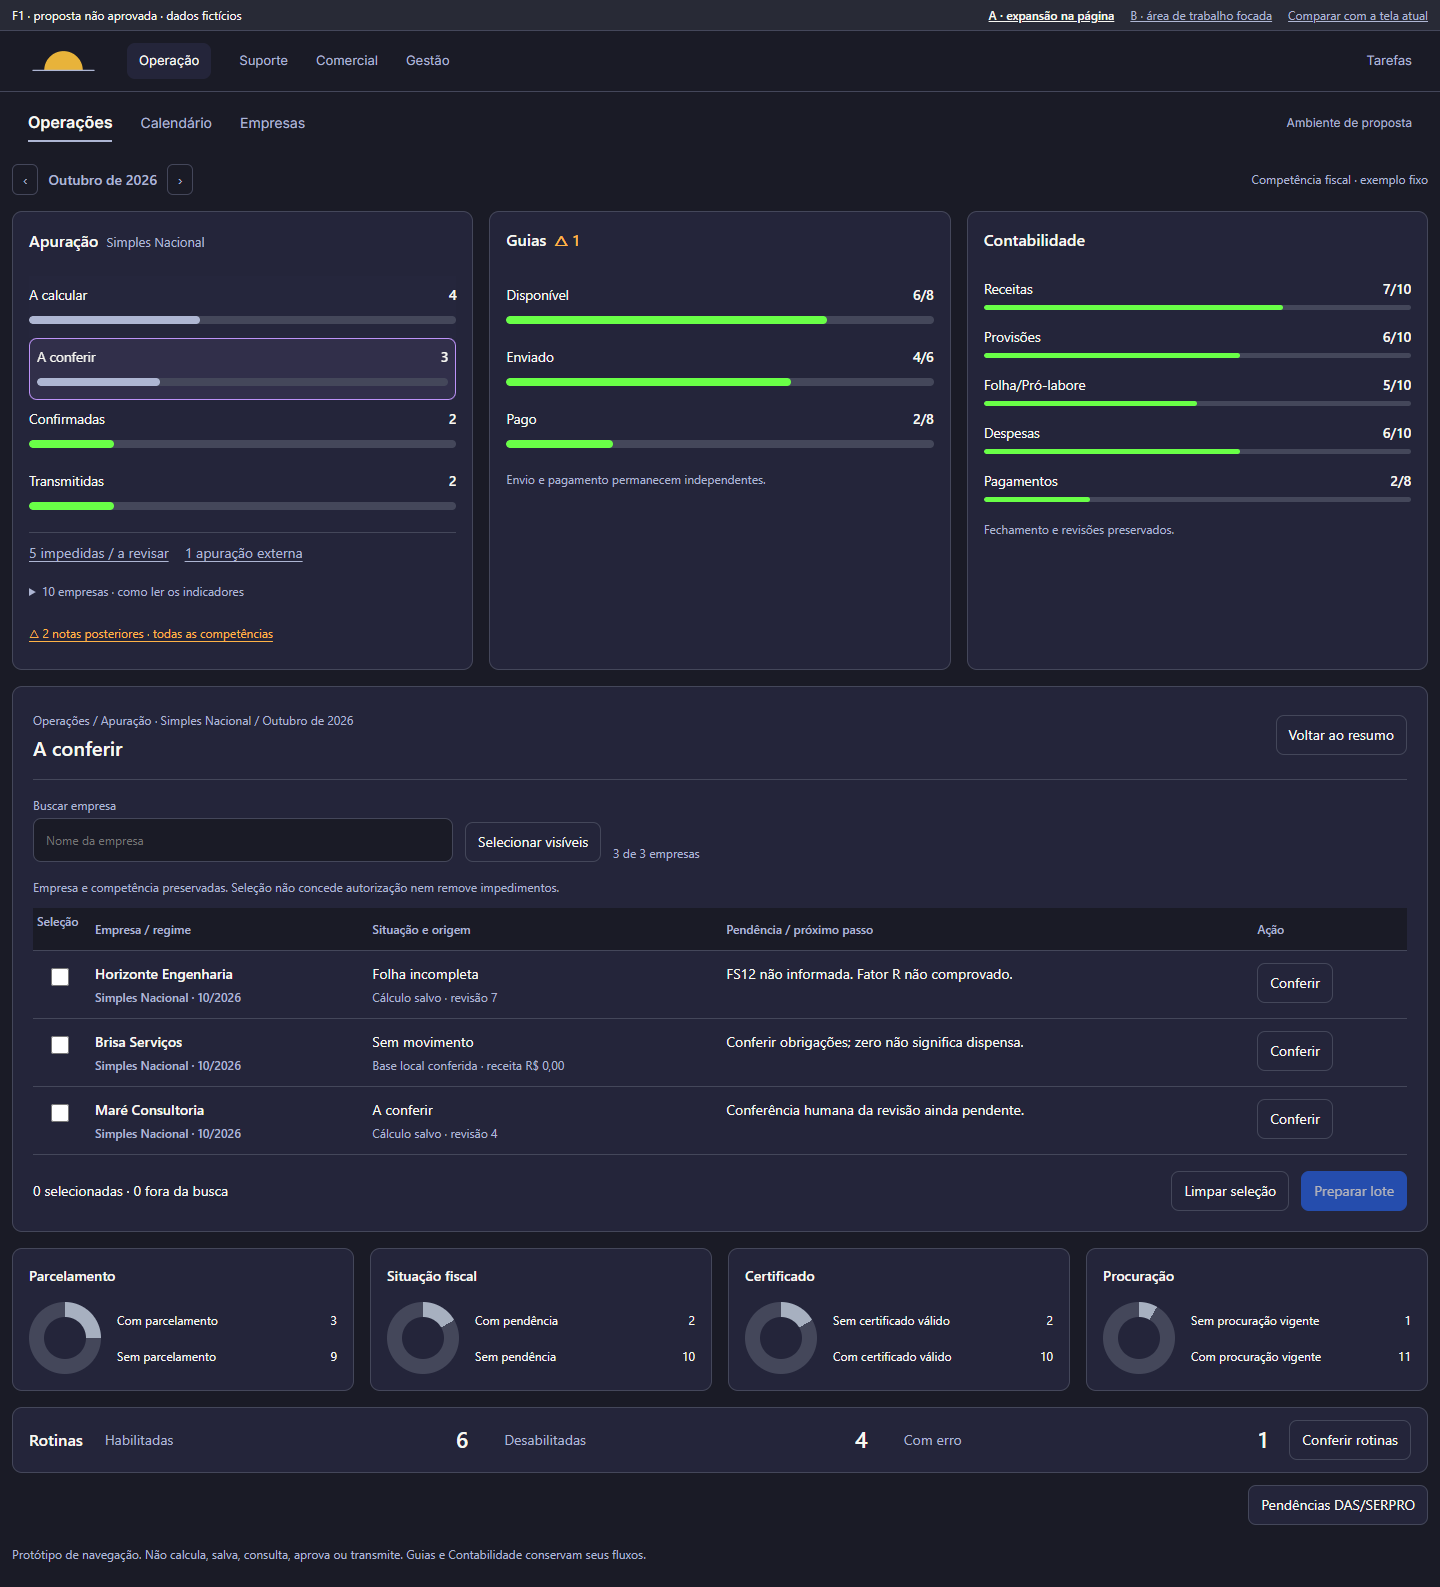 F1 · proposta não aprovada · dados fictícios
A · expansão na página
B · área de trabalho focada
Comparar com a tela atual
Operação
Suporte
Comercial
Gestão
Tarefas
Operações
Calendário
Empresas
Ambiente de proposta
‹
Outubro de 2026
›
Competência fiscal · exemplo fixo
Apuração Simples Nacional
A calcular 4
A conferir 3
Confirmadas 2
Transmitidas 2
5 impedidas / a revisar
1 apuração externa
▶ 10 empresas · como ler os indicadores
△ 2 notas posteriores · todas as competências
Guias △ 1
Disponível 6/8
Enviado 4/6
Pago 2/8
Envio e pagamento permanecem independentes.
Contabilidade
Receitas 7/10
Provisões 6/10
Folha/Pró-labore 5/10
Despesas 6/10
Pagamentos 2/8
Fechamento e revisões preservados.
Operações / Apuração · Simples Nacional / Outubro de 2026
A conferir
Voltar ao resumo
Buscar empresa
Nome da empresa
Selecionar visíveis
3 de 3 empresas
Empresa e competência preservadas. Seleção não concede autorização nem remove impedimentos.
Seleção
Empresa / regime
Situação e origem
Pendência / próximo passo
Ação
Horizonte Engenharia
Simples Nacional · 10/2026
Folha incompleta
Cálculo salvo · revisão 7
FS12 não informada. Fator R não comprovado.
Conferir
Brisa Serviços
Simples Nacional · 10/2026
Sem movimento
Base local conferida · receita R$ 0,00
Conferir obrigações; zero não significa dispensa.
Conferir
Maré Consultoria
Simples Nacional · 10/2026
A conferir
Cálculo salvo · revisão 4
Conferência humana da revisão ainda pendente.
Conferir
0 selecionadas · 0 fora da busca
Limpar seleção
Preparar lote
Parcelamento
Com parcelamento 3
Sem parcelamento 9
Situação fiscal
Com pendência 2
Sem pendência 10
Certificado
Sem certificado válido 2
Com certificado válido 10
Procuração
Sem procuração vigente 1
Com procuração vigente 11
Rotinas
Habilitadas 6
Desabilitadas 4
Com erro 1
Conferir rotinas
Pendências DAS/SERPRO
Protótipo de navegação. Não calcula, salva, consulta, aprova ou transmite. Guias e Contabilidade conservam seus fluxos.